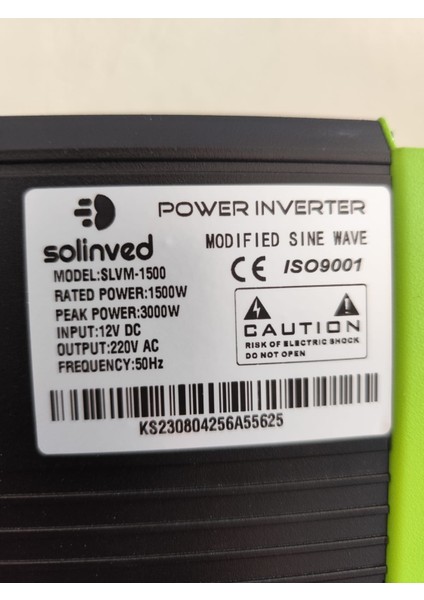 solinved
POWER INVERTER
MODIFIED SINE WAVE
CE ISO9001
MODEL:SLVM-1500
RATED POWER:1500W
PEAK POWER:3000W
INPUT:12V DC
OUTPUT:220V AC
FREQUENCY:50Hz
CAUTION
RISK OF ELECTRIC SHOCK
DO NOT OPEN
KS230804256A55625